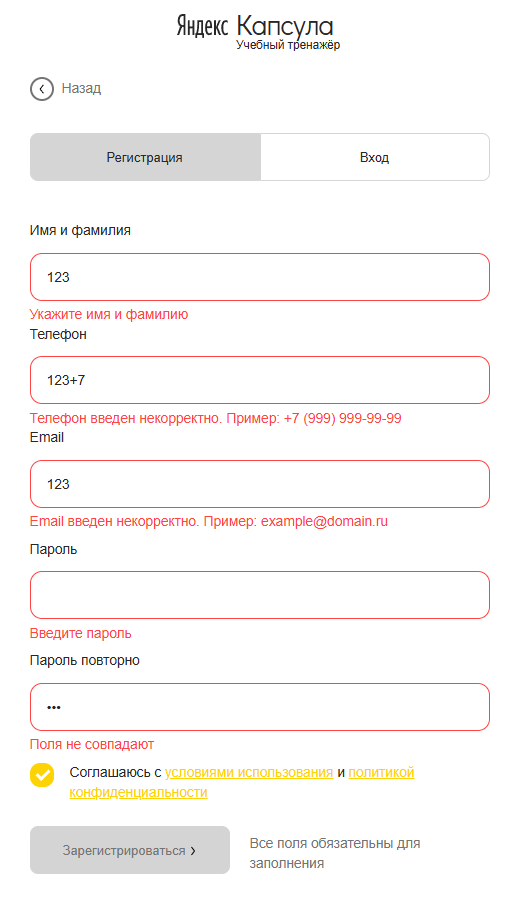 Яндекс Капсула
Учебный тренажёр
Назад
Регистрация
Вход
Имя и фамилия
123
Укажите имя и фамилию
Телефон
123+7
Телефон введен некорректно. Пример: +7 (999) 999-99-99
Email
123
Email введен некорректно. Пример: example@domain.ru
Пароль
Введите пароль
Пароль повторно
•••
Поля не совпадают
Соглашаюсь с условиями использования и политикой
конфиденциальности
Зарегистрироваться
Все поля обязательны для
заполнения